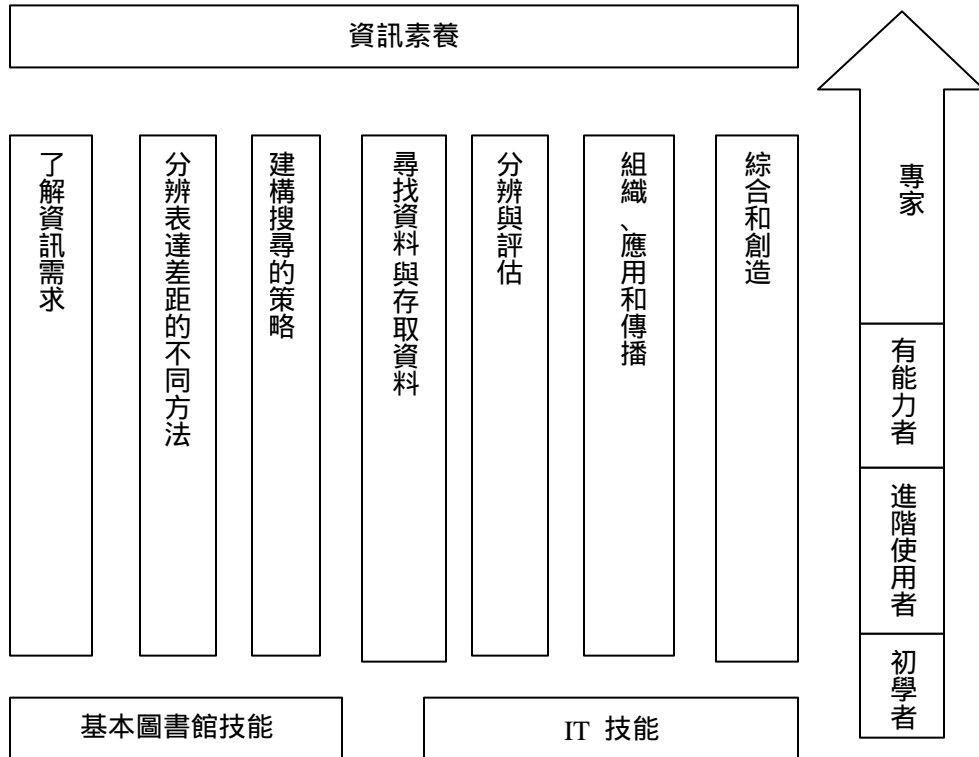 資訊素養
了解資訊需求
分辨表達差距的不同方法
建構搜尋的策略
尋找資料與存取資料
分辨與評估
組織、應用和傳播
綜合和創造
專家
有能力者
進階使用者
初學者
基本圖書館技能
IT 技能